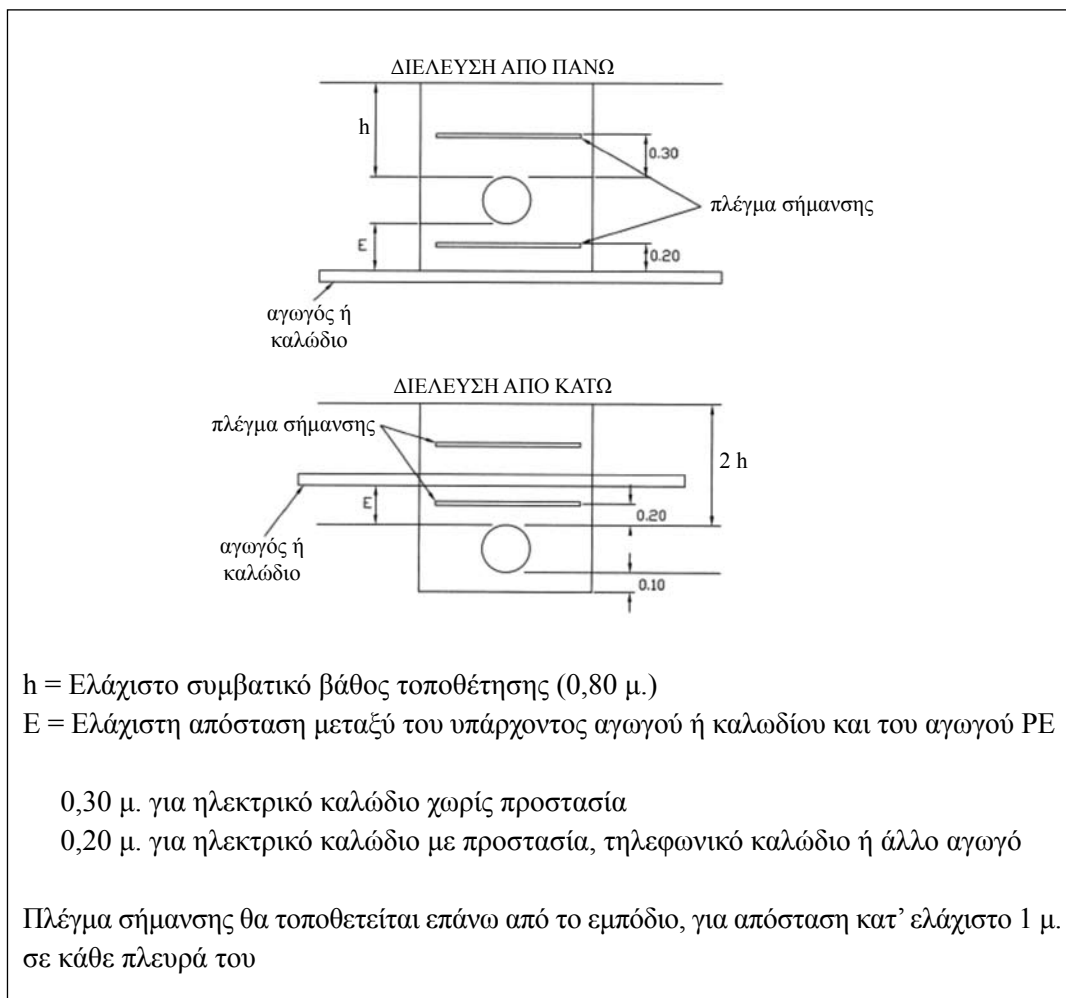 ΔΙΕΛΕΥΣΗ ΑΠΟ ΠΑΝΩ
h
0.30
πλέγμα σήμανσης
E
0.20
αγωγός ή
καλώδιο
ΔΙΕΛΕΥΣΗ ΑΠΟ ΚΑΤΩ
πλέγμα σήμανσης
2 h
E
0.20
αγωγός ή
καλώδιο
0.10
h = Ελάχιστο συμβατικό βάθος τοποθέτησης (0,80 μ.)
E = Ελάχιστη απόσταση μεταξύ του υπάρχοντος αγωγού ή καλωδίου και του αγωγού PE
0,30 μ. για ηλεκτρικό καλώδιο χωρίς προστασία
0,20 μ. για ηλεκτρικό καλώδιο με προστασία, τηλεφωνικό καλώδιο ή άλλο αγωγό
Πλέγμα σήμανσης θα τοποθετείται επάνω από το εμπόδιο, για απόσταση κατ’ ελάχιστο 1 μ.
σε κάθε πλευρά του